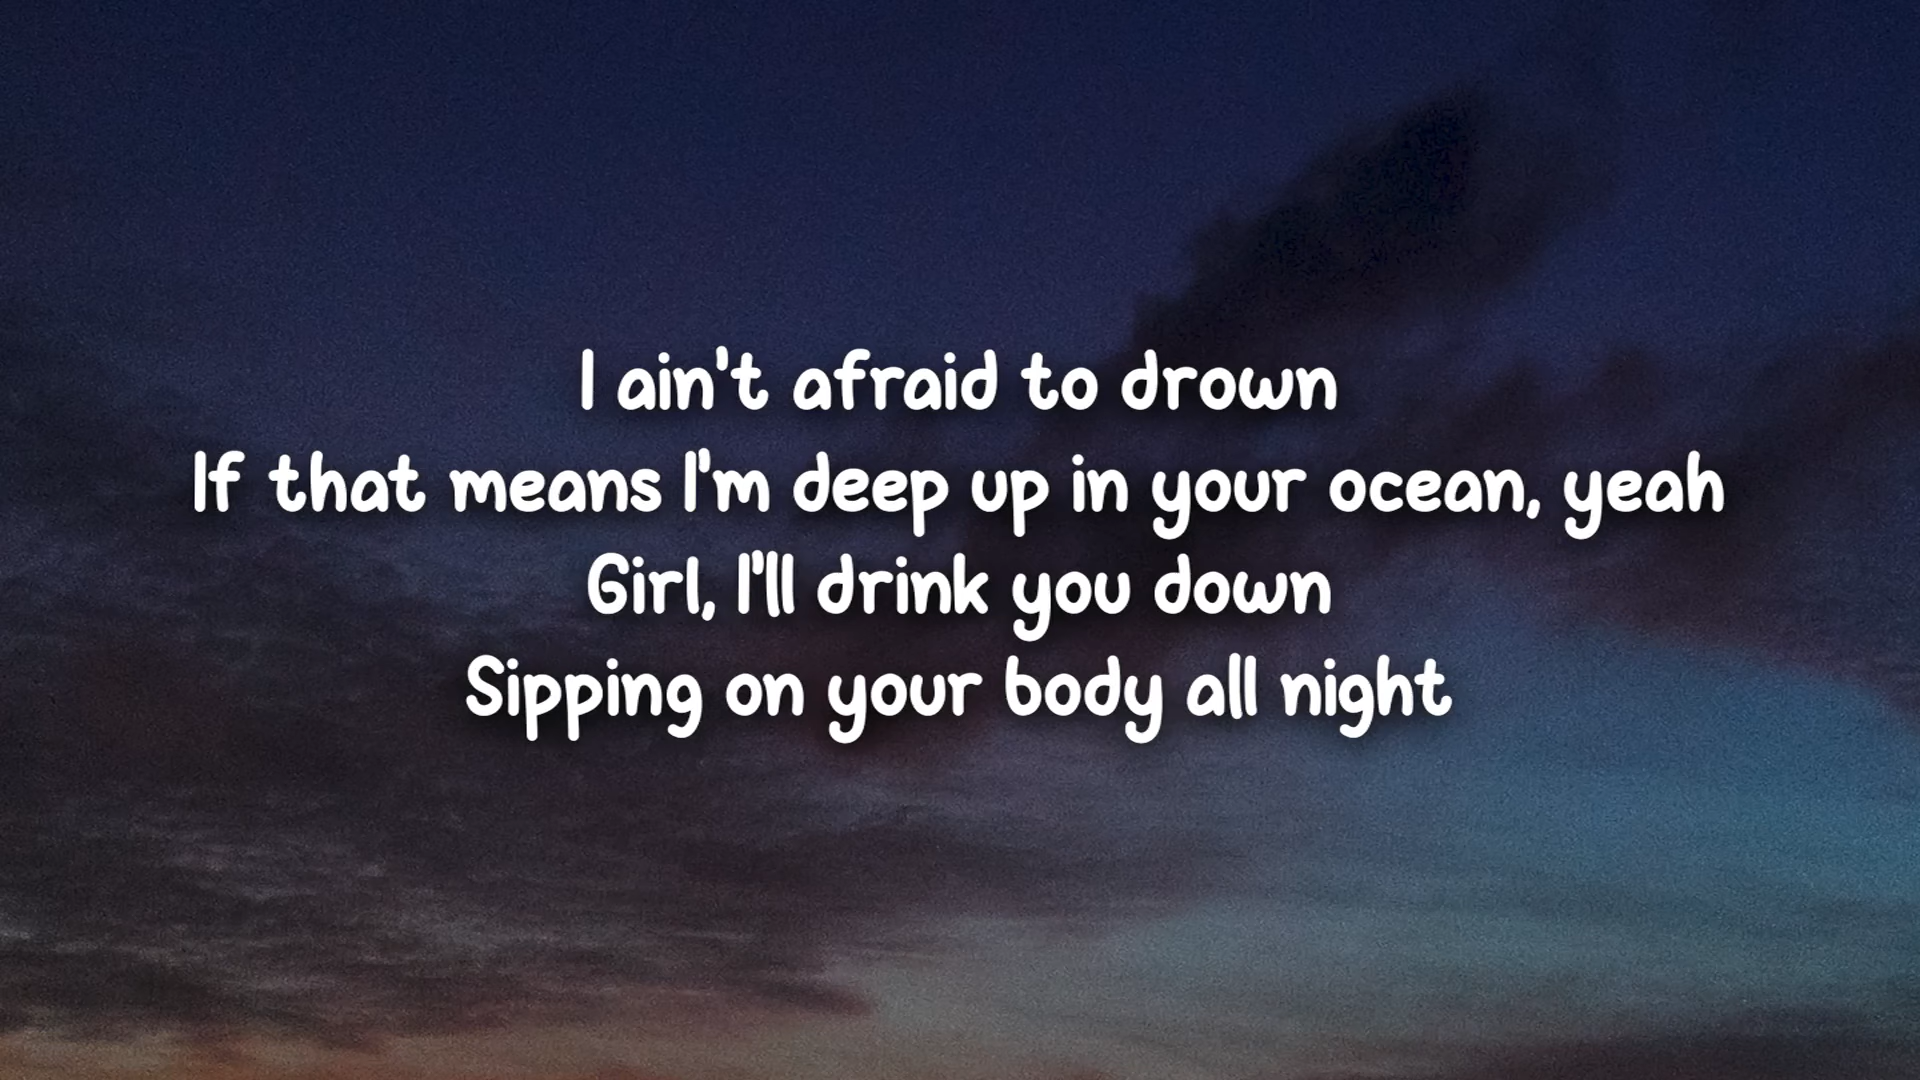 I ain't afraid to drown
If that means I'm deep up in your ocean, yeah
Girl, I'll drink you down
Sipping on your body all night